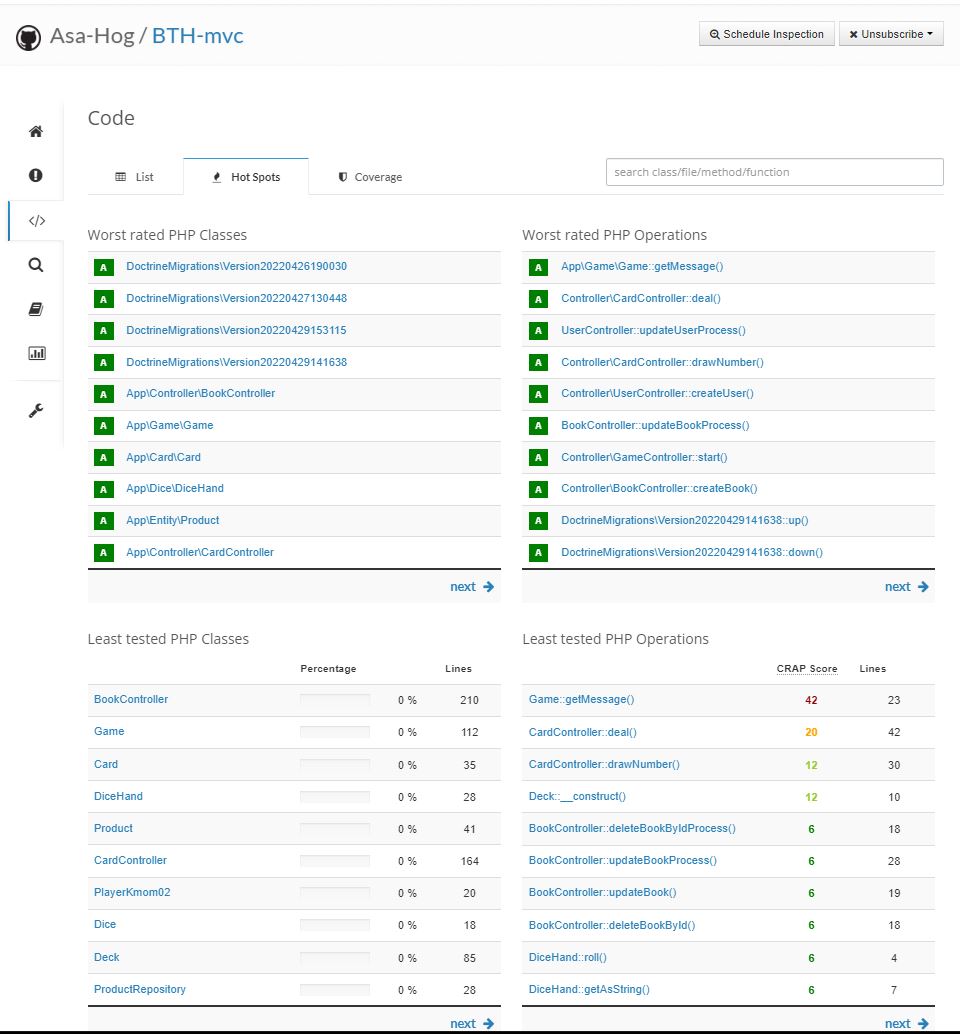 Asa-Hog / BTH-mvc
Schedule Inspection
Unsubscribe
Code
List
Hot Spots
Coverage
search class/file/method/function
Worst rated PHP Classes
A DoctrineMigrations\Version20220426190030
A DoctrineMigrations\Version20220427130448
A DoctrineMigrations\Version20220429153115
A DoctrineMigrations\Version20220429141638
A App\Controller\BookController
A App\Game\Game
A App\Card\Card
A App\Dice\DiceHand
A App\Entity\Product
A App\Controller\CardController
next
Worst rated PHP Operations
A App\Game\Game::getMessage()
A Controller\CardController::deal()
A UserController::updateUserProcess()
A Controller\CardController::drawNumber()
A Controller\UserController::createUser()
A BookController::updateBookProcess()
A Controller\GameController::start()
A Controller\BookController::createBook()
A DoctrineMigrations\Version20220429141638::up()
A DoctrineMigrations\Version20220429141638::down()
next
Least tested PHP Classes
Percentage Lines
BookController 0 % 210
Game 0 % 112
Card 0 % 35
DiceHand 0 % 28
Product 0 % 41
CardController 0 % 164
PlayerKmom02 0 % 20
Dice 0 % 18
Deck 0 % 85
ProductRepository 0 % 28
next
Least tested PHP Operations
CRAP Score Lines
Game::getMessage() 42 23
CardController::deal() 20 42
CardController::drawNumber() 12 30
Deck::__construct() 12 10
BookController::deleteBookByIdProcess() 6 18
BookController::updateBookProcess() 6 28
BookController::updateBook() 6 19
BookController::deleteBookById() 6 18
DiceHand::roll() 6 4
DiceHand::getAsString() 6 7
next